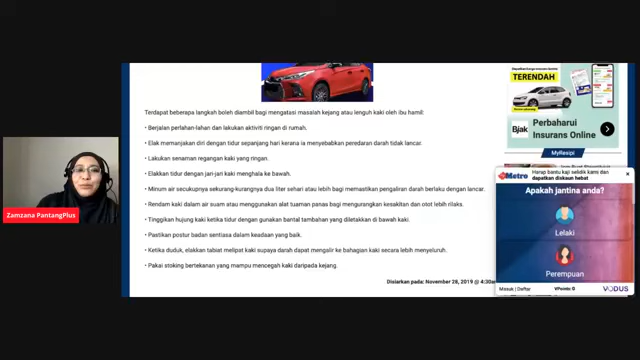 Terdapat beberapa langkah boleh diambil bagi mengatasi masalah kejang atau lenguh kaki oleh ibu hamil:
• Berjalan perlahan-lahan dan lakukan aktiviti ringan di rumah.
• Elak memanjakan diri dengan tidur sepanjang hari kerana ia menyebabkan peredaran darah tidak lancar.
• Lakukan senaman regangan kaki yang ringan.
• Elakkan tidur dengan jari-jari kaki menghala ke bawah.
• Minum air secukupnya sekurang-kurangnya dua liter sehari atau lebih bagi memastikan pengaliran darah berlaku dengan lancar.
• Rendam kaki dalam air suam atau menggunakan alat tuaman panas bagi mengurangkan kesakitan dan otot lebih rileks.
• Tinggikan hujung kaki ketika tidur dengan gunakan bantal tambahan yang diletakkan di bawah kaki.
• Pastikan postur badan sentiasa dalam keadaan yang baik.
• Ketika duduk, elakkan tabiat melipat kaki supaya darah dapat mengalir ke bahagian kaki secara lebih menyeluruh.
• Pakai stoking bertekanan yang mampu mencegah kaki daripada kejang.
Disiarkan pada: November 28, 2019 @ 4:30am
Zamzana PantangPlus
TERENDAH
Bjak
Perbaharui
Insurans Online
MyResipi
Metro
Harap bantu kaji selidik kami dan
dapatkan diskaun hebat
Apakah jantina anda?
Lelaki
Perempuan
Masuk / Daftar
VPoints: 0
VODUS